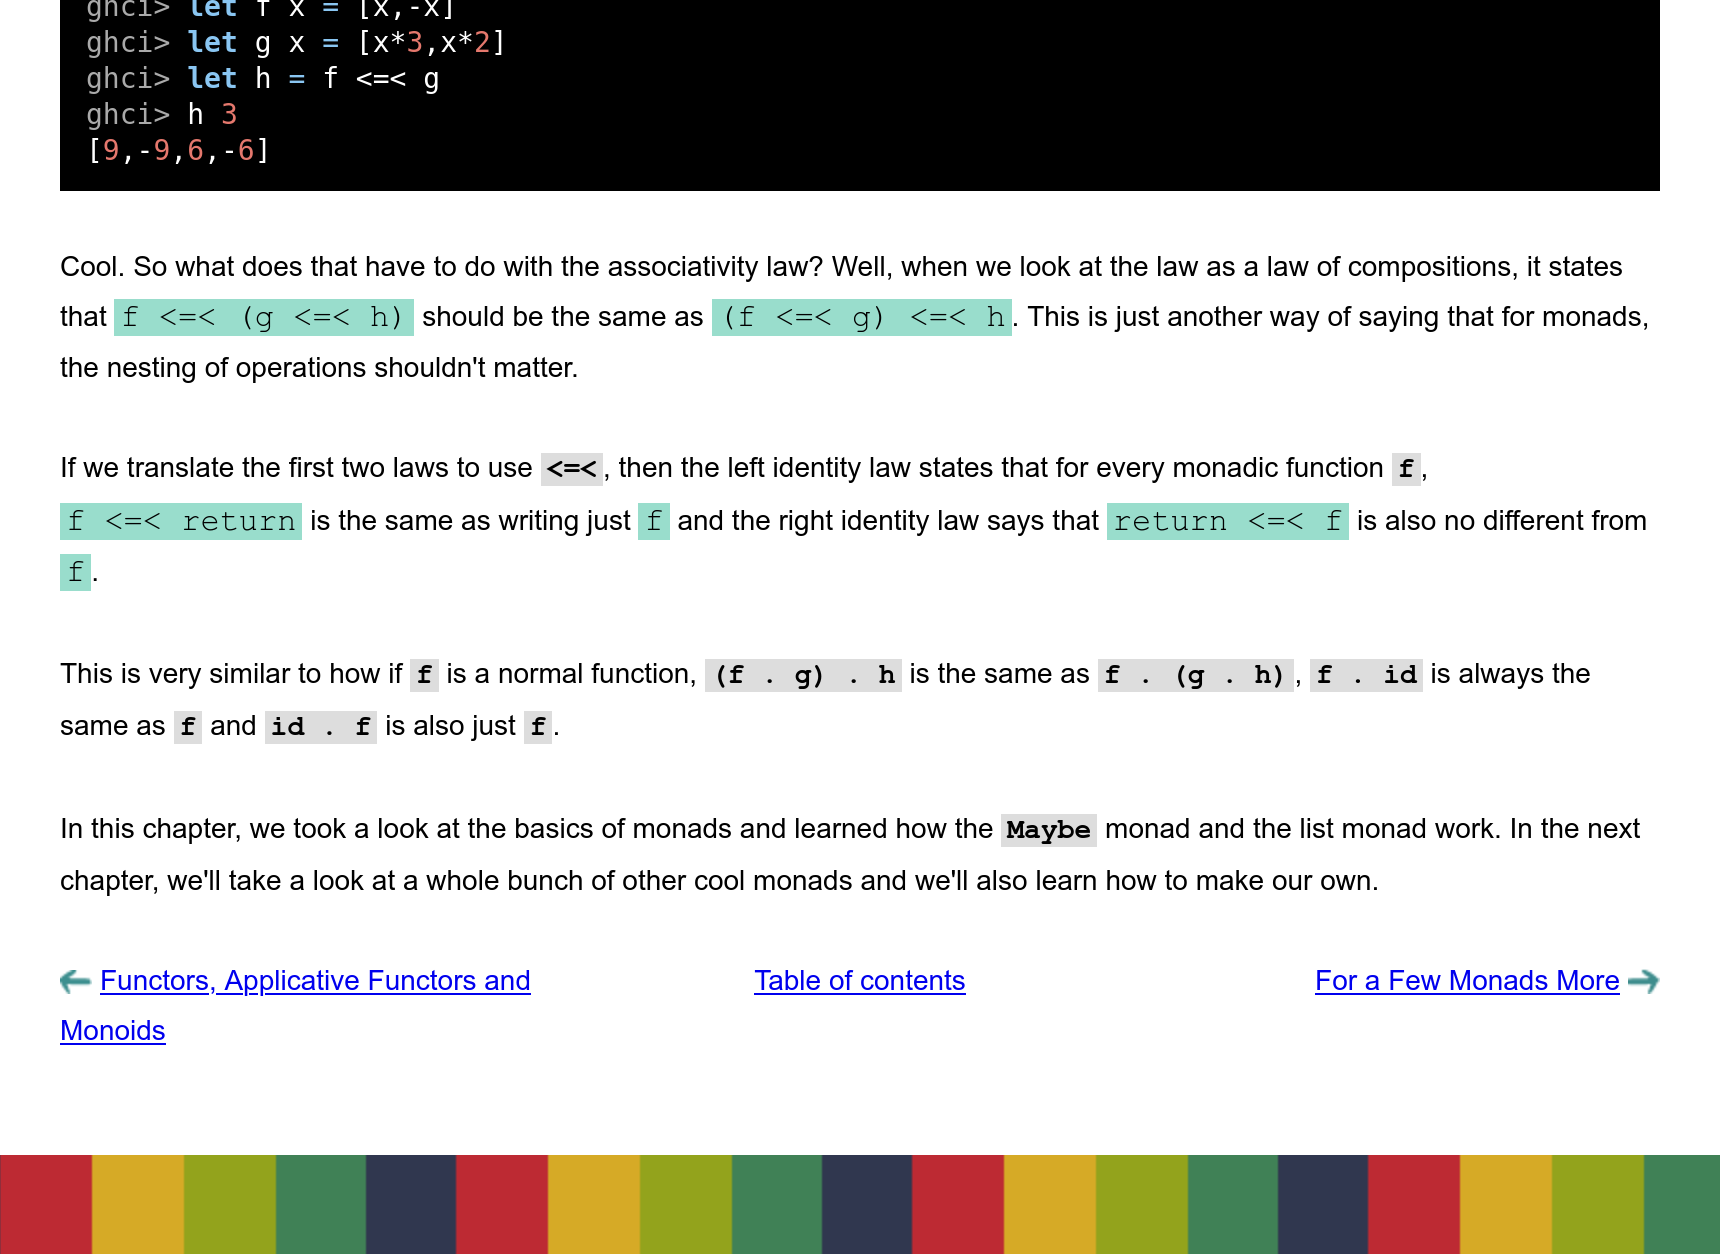 ghci> let f x = [x,-x]
ghci> let g x = [x*3,x*2]
ghci> let h = f <=< g
ghci> h 3
[9,-9,6,-6]
Cool. So what does that have to do with the associativity law? Well, when we look at the law as a law of compositions, it states
that f <=< (g <=< h) should be the same as (f <=< g) <=< h. This is just another way of saying that for monads,
the nesting of operations shouldn't matter.
If we translate the first two laws to use <=<, then the left identity law states that for every monadic function f,
f <=< return is the same as writing just f and the right identity law says that return <=< f is also no different from
f.
This is very similar to how if f is a normal function, (f . g) . h is the same as f . (g . h), f . id is always the
same as f and id . f is also just f.
In this chapter, we took a look at the basics of monads and learned how the Maybe monad and the list monad work. In the next
chapter, we'll take a look at a whole bunch of other cool monads and we'll also learn how to make our own.
Functors, Applicative Functors and
Monoids
Table of contents
For a Few Monads More